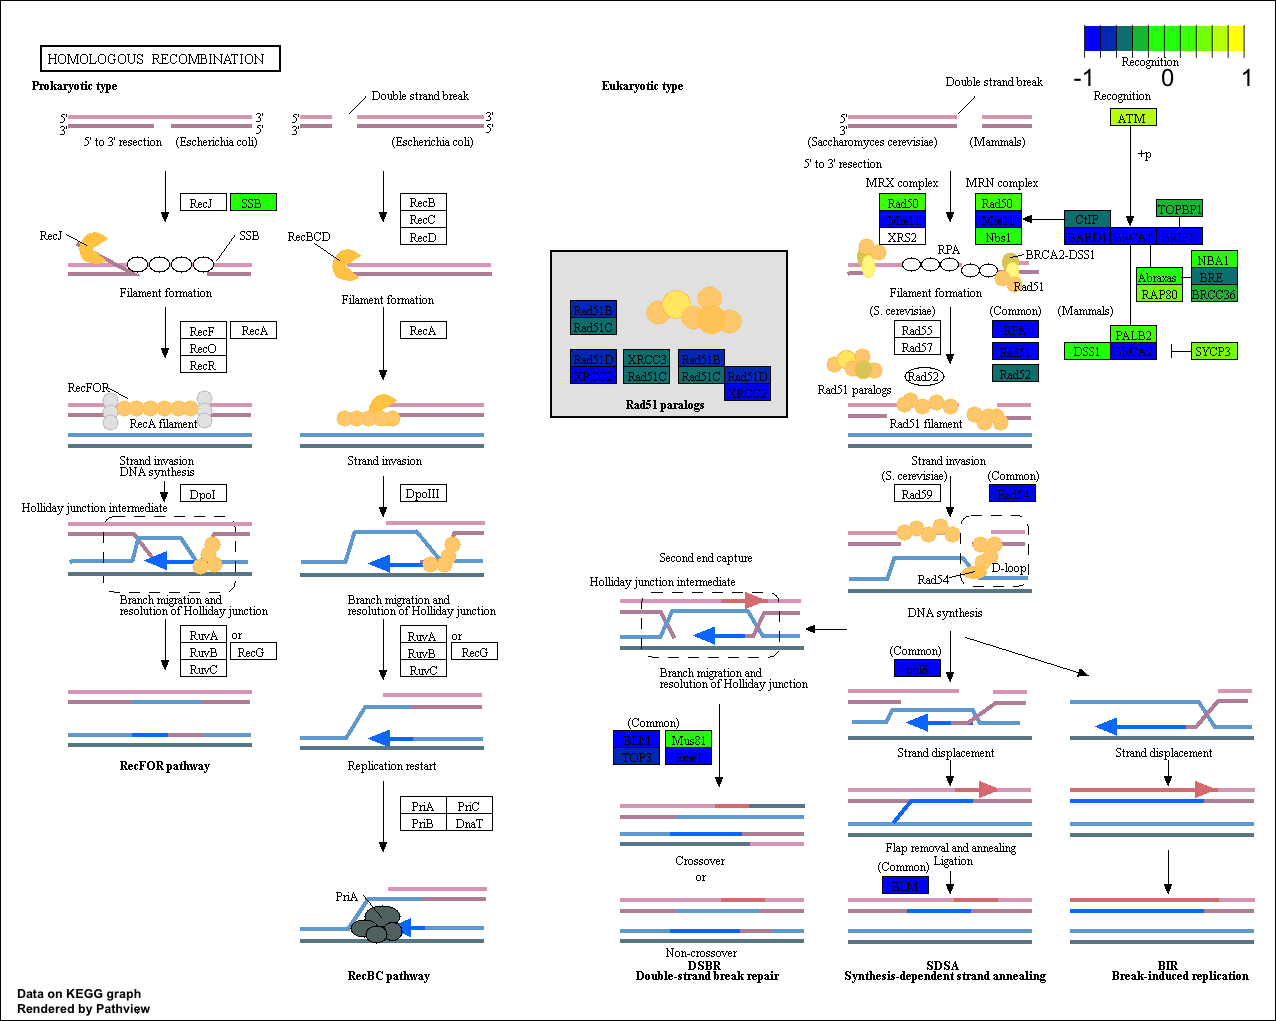 HOMOLOGOUS RECOMBINATION
Recognition
-1 0 1
Prokaryotic type
Eukaryotic type
Double strand break
Double strand break
Recognition
ATM
+p
5' 3'
3' 5'
5' 3'
3' 5'
5'
3'
5' to 3' resection
(Escherichia coli)
(Escherichia coli)
(Saccharomyces cerevisiae)
(Mammals)
5' to 3' resection
MRX complex
MRN complex
RecJ
SSB
RecB
RecC
RecD
Rad50
Mre11
XRS2
Rad50
Mre11
Nbs1
CtIP
TOPBP1
BARD1
BRCA1
BRIP1
RecJ
SSB
RecBCD
RPA
BRCA2-DSS1
Rad51
NBA1
Abraxas
BRE
RAP80
BRCC36
Filament formation
Filament formation
Filament formation
(S. cerevisiae)
(Common)
(Mammals)
RecF
RecA
RecO
RecR
RecA
Rad55
Rad57
RPA
Rad51
Rad52
Rad52
PALB2
DSS1
BRCA2
SYCP3
Rad51B
Rad51C
Rad51D
XRCC2
XRCC3
Rad51C
Rad51B
Rad51C
Rad51D
XRCC2
Rad51 paralogs
Rad51 paralogs
RecFOR
RecA filament
Rad51 filament
Strand invasion
DNA synthesis
Strand invasion
Strand invasion
DpoI
DpoIII
(S. cerevisiae)
Rad59
(Common)
Rad54
Holliday junction intermediate
D-loop
Rad54
Second end capture
Holliday junction intermediate
Branch migration and
resolution of Holliday junction
Branch migration and
resolution of Holliday junction
DNA synthesis
RuvA or
RuvB
RecG
RuvC
RuvA or
RuvB
RecG
RuvC
Branch migration and
resolution of Holliday junction
(Common)
polδ
(Common)
BLM
TOP3
Mus81
Eme1
Strand displacement
Strand displacement
RecFOR pathway
Replication restart
PriA
PriC
PriB
DnaT
Crossover
or
Flap removal and annealing
Ligation
(Common)
BLM
PriA
Non-crossover
RecBC pathway
DSBR
Double-strand break repair
SDSA
Synthesis-dependent strand annealing
BIR
Break-induced replication
Data on KEGG graph
Rendered by Pathview